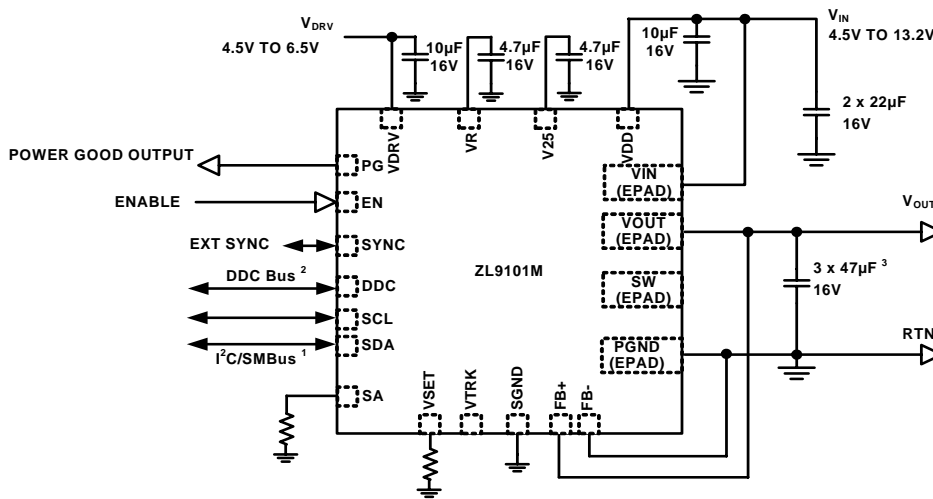 VDRV
4.5V TO 6.5V
10µF
16V
4.7µF
16V
4.7µF
16V
10µF
16V
VIN
4.5V TO 13.2V
2 x 22µF
16V
VDRV
VR
V25
VDD
POWER GOOD OUTPUT
PG
ENABLE
EN
EXT SYNC
SYNC
DDC Bus 2
DDC
SCL
I2C/SMBus 1
SDA
SA
ZL9101M
VIN
(EPAD)
VOUT
(EPAD)
SW
(EPAD)
PGND
(EPAD)
VOUT
3 x 47µF 3
16V
RTN
VSET
VTRK
SGND
FB+
FB-